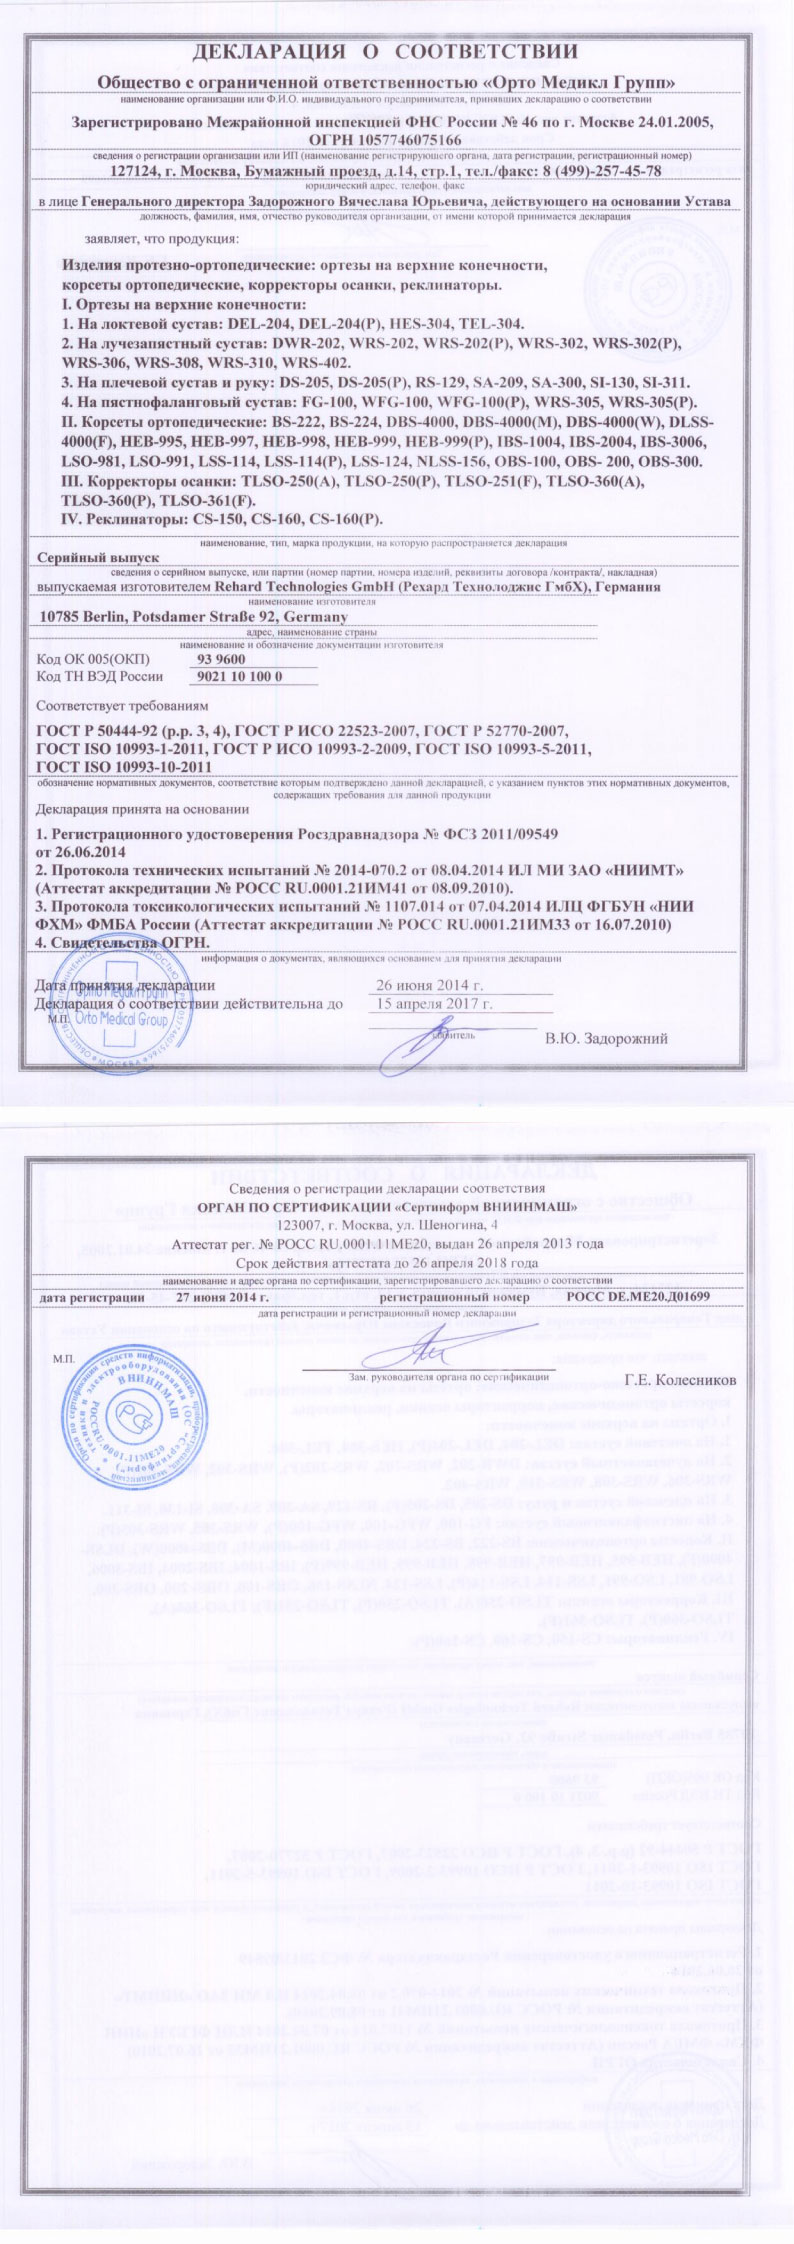 ДЕКЛАРАЦИЯ О СООТВЕТСТВИИ
Общество с ограниченной ответственностью «Орто Медикл Групп»
наименование организации или Ф.И.О. индивидуального предпринимателя, принявших декларацию о соответствии
Зарегистрировано Межрайонной инспекцией ФНС России № 46 по г. Москве 24.01.2005,
ОГРН 1057746075166
сведения о регистрации организации или ИП (наименование регистрирующего органа, дата регистрации, регистрационный номер)
127124, г. Москва, Бумажный проезд, д.14, стр.1, тел./факс: 8 (499)-257-45-78
юридический адрес, телефон, факс
в лице Генерального директора Задорожного Вячеслава Юрьевича, действующего на основании Устава
должность, фамилия, имя, отчество руководителя организации, от имени которой принимается декларация
заявляет, что продукция:
Изделия протезно-ортопедические: ортезы на верхние конечности,
корсеты ортопедические, корректоры осанки, реклинаторы.
I. Ортезы на верхние конечности:
1. На локтевой сустав: DEL-204, DEL-204(P), HES-304, TEL-304.
2. На лучезапястный сустав: DWR-202, WRS-202, WRS-202(P), WRS-302, WRS-302(P),
WRS-306, WRS-308, WRS-310, WRS-402.
3. На плечевой сустав и руку: DS-205, DS-205(P), RS-129, SA-209, SA-300, SI-130, SI-311.
4. На пястнофаланговый сустав: FG-100, WFG-100, WFG-100(P), WRS-305, WRS-305(P).
II. Корсеты ортопедические: BS-222, BS-224, DBS-4000, DBS-4000(M), DBS-4000(W), DLSS-
4000(F), HEB-995, HEB-997, HEB-998, HEB-999, HEB-999(P), IBS-1004, IBS-2004, IBS-3006,
LSO-981, LSO-991, LSS-114, LSS-114(P), LSS-124, NLSS-156, OBS-100, OBS- 200, OBS-300.
III. Корректоры осанки: TLSO-250(A), TLSO-250(P), TLSO-251(F), TLSO-360(A),
TLSO-360(P), TLSO-361(F).
IV. Реклинаторы: CS-150, CS-160, CS-160(P).
наименование, тип, марка продукции, на которую распространяется декларация
Серийный выпуск
сведения о серийном выпуске, или партии (номер партии, номера изделий, реквизиты договора /контракта/, накладная)
выпускаемая изготовителем Rehard Technologies GmbH (Рехард Технолоджис ГмбХ), Германия
наименование изготовителя
10785 Berlin, Potsdamer Straße 92, Germany
адрес, наименование страны
наименование и обозначение документации изготовителя
Код ОК 005(ОКП) 93 9600
Код ТН ВЭД России 9021 10 100 0
Соответствует требованиям
ГОСТ Р 50444-92 (р.р. 3, 4), ГОСТ Р ИСО 22523-2007, ГОСТ Р 52770-2007,
ГОСТ ISO 10993-1-2011, ГОСТ Р ИСО 10993-2-2009, ГОСТ ISO 10993-5-2011,
ГОСТ ISO 10993-10-2011
обозначение нормативных документов, соответствие которым подтверждено данной декларацией, с указанием пунктов этих нормативных документов,
содержащих требования для данной продукции
Декларация принята на основании
1. Регистрационного удостоверения Росздравнадзора № ФСЗ 2011/09549
от 26.06.2014
2. Протокола технических испытаний № 2014-070.2 от 08.04.2014 ИЛ МИ ЗАО «НИИМТ»
(Аттестат аккредитации № РОСС RU.0001.21ИМ41 от 08.09.2010).
3. Протокола токсикологических испытаний № 1107.014 от 07.04.2014 ИЛЦ ФГБУН «НИИ
ФХМ» ФМБА России (Аттестат аккредитации № РОСС RU.0001.21ИМ33 от 16.07.2010)
4. Свидетельства ОГРН.
информация о документах, являющихся основанием для принятия декларации
Дата принятия декларации 26 июня 2014 г.
Декларация о соответствии действительна до 15 апреля 2017 г.
М.П.
Орто Медикл Групп
Orto Medical Group
МОСКВА
В.Ю. Задорожний
Сведения о регистрации декларации соответствия
ОРГАН ПО СЕРТИФИКАЦИИ «Сертинформ ВНИИНМАШ»
123007, г. Москва, ул. Шеногина, 4
Аттестат рег. № РОСС RU.0001.11МЕ20, выдан 26 апреля 2013 года
Срок действия аттестата до 26 апреля 2018 года
наименование и адрес органа по сертификации, зарегистрировавшего декларацию о соответствии
дата регистрации 27 июня 2014 г. регистрационный номер РОСС DE.МЕ20.Д01699
дата регистрации и регистрационный номер декларации
М.П.
Зам. руководителя органа по сертификации
Г.Е. Колесников
ВНИИНМАШ
РОСС RU.0001.11МЕ20